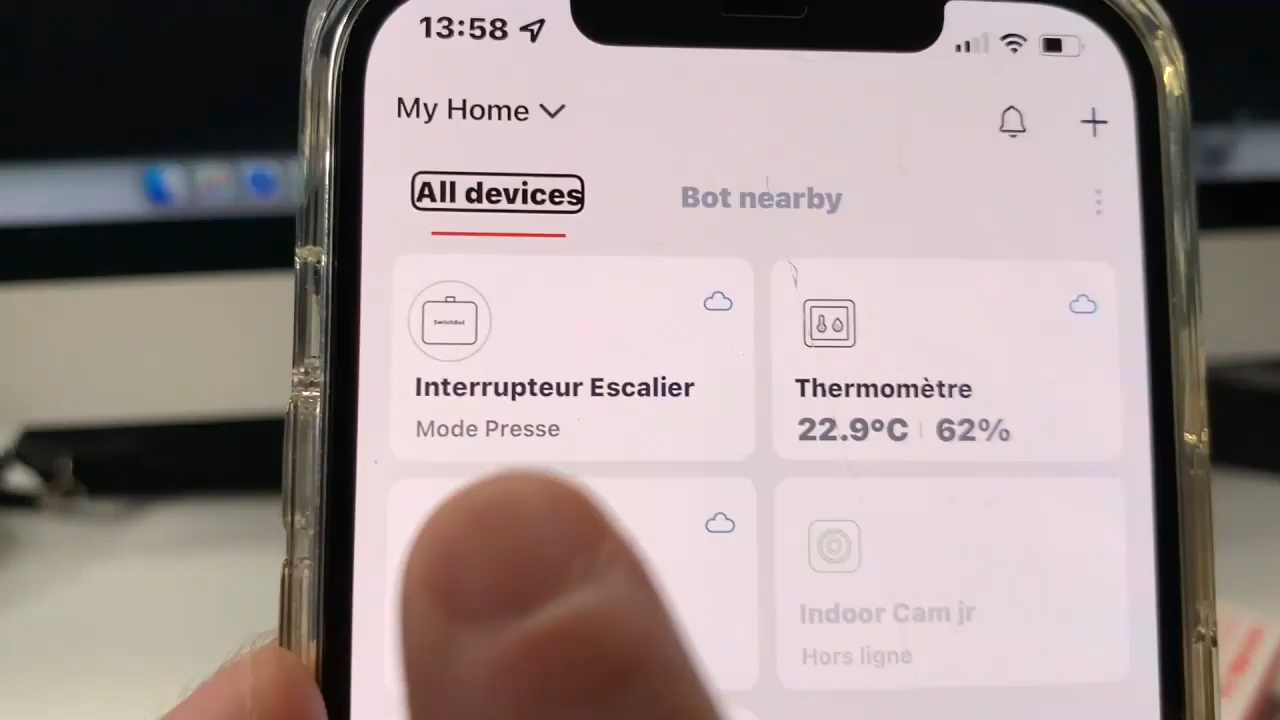 13:58
My Home
All devices
Bot nearby
SwitchBot
Interrupteur Escalier
Mode Presse
Thermomètre
22.9°C 62%
Indoor Cam jr
Hors ligne